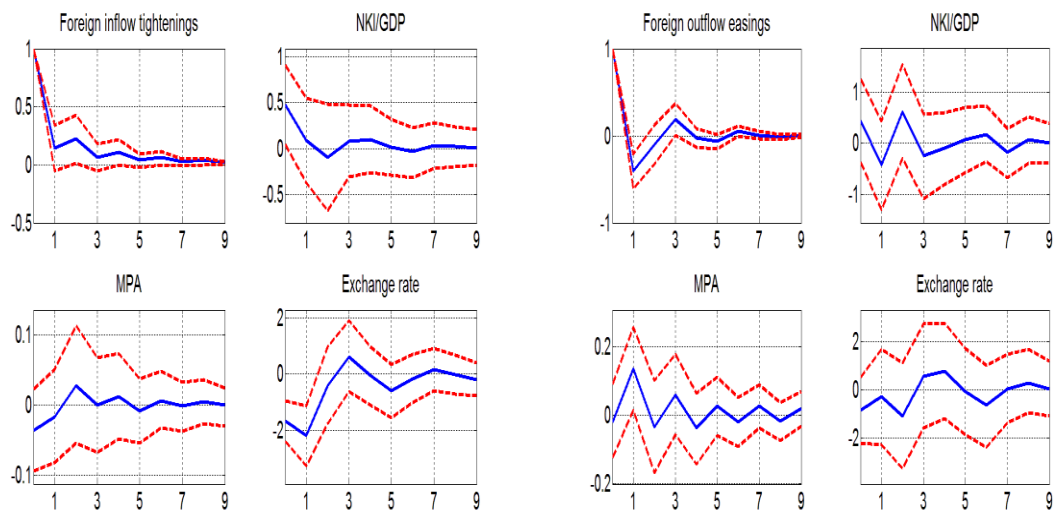 Foreign inflow tightenings
NKI/GDP
Foreign outflow easings
NKI/GDP
1
0.5
0
-0.5
1 3 5 7 9
1
0.5
0
-0.5
1 3 5 7 9
1
0
-1
1 3 5 7 9
1
0
-1
1 3 5 7 9
MPA
Exchange rate
MPA
Exchange rate
0.1
0
-0.1
1 3 5 7 9
2
0
-2
1 3 5 7 9
0.2
0
-0.2
1 3 5 7 9
2
0
-2
1 3 5 7 9